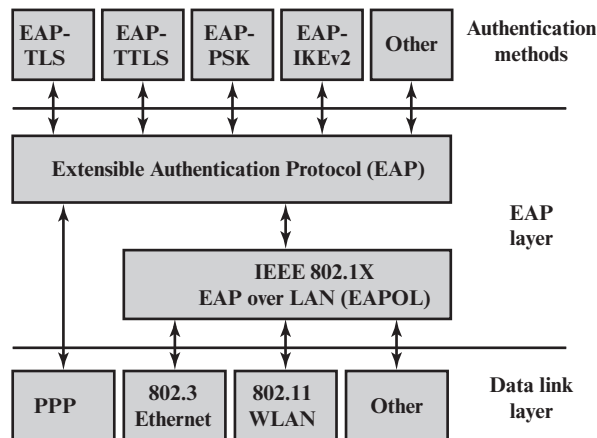 EAP-
TLS
EAP-
TTLS
EAP-
PSK
EAP-
IKEv2
Other
Authentication
methods
Extensible Authentication Protocol (EAP)
EAP
layer
IEEE 802.1X
EAP over LAN (EAPOL)
PPP
802.3
Ethernet
802.11
WLAN
Other
Data link
layer